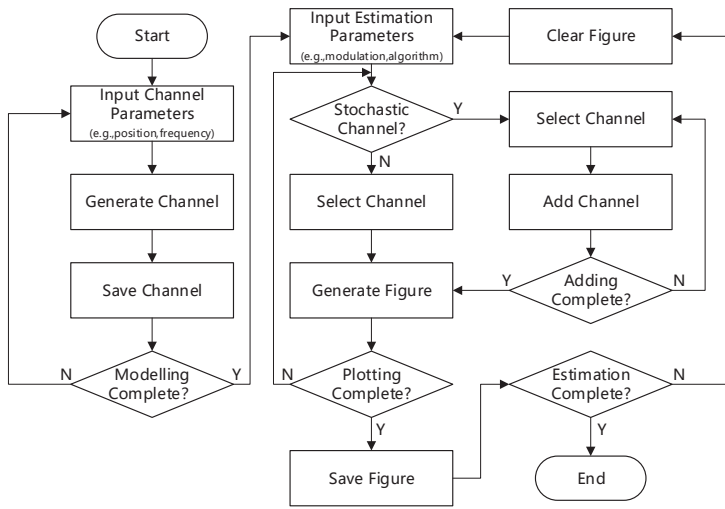 Start
Input Channel
Parameters
(e.g.,position,frequency)
Generate Channel
Save Channel
N
Modelling
Complete?
Y
Input Estimation
Parameters
(e.g.,modulation,algorithm)
Stochastic
Channel?
Y
N
Select Channel
Generate Figure
N
Plotting
Complete?
Y
Save Figure
Clear Figure
Select Channel
Add Channel
Y
Adding
Complete?
N
Estimation
Complete?
N
Y
End